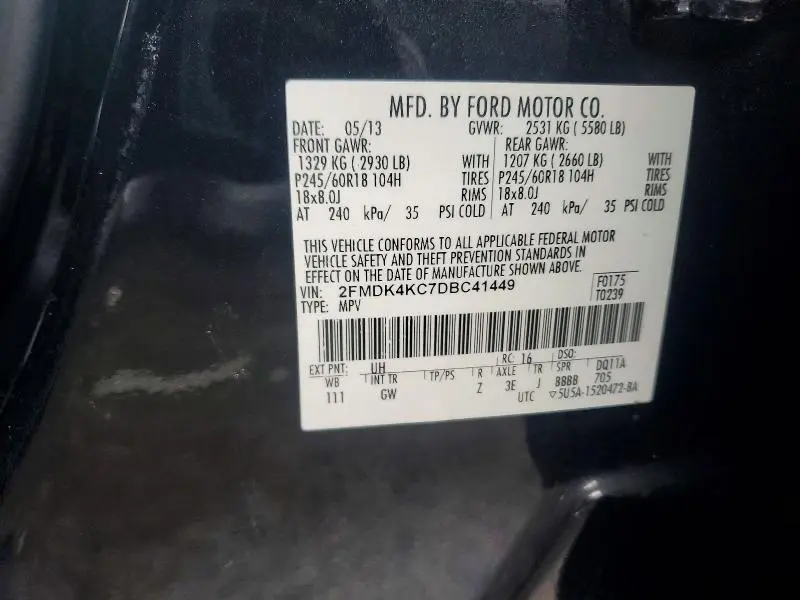 MFD. BY FORD MOTOR CO.
DATE: 05/13 GVWR: 2531 KG ( 5580 LB)
FRONT GAWR: REAR GAWR:
1329 KG ( 2930 LB) WITH 1207 KG ( 2660 LB) WITH
P245/60R18 104H TIRES P245/60R18 104H TIRES
18x8.0J RIMS 18x8.0J RIMS
AT 240 kPa/ 35 PSI COLD AT 240 kPa/ 35 PSI COLD
THIS VEHICLE CONFORMS TO ALL APPLICABLE FEDERAL MOTOR
VEHICLE SAFETY AND THEFT PREVENTION STANDARDS IN
EFFECT ON THE DATE OF MANUFACTURE SHOWN ABOVE.
VIN: 2FMDK4KC7DBC41449 F0175
TYPE: MPV T0239
EXT PNT: UH RC: 16 DSO:
WB INT TR TP/PS R AXLE TR SPR DQ11A
111 GW Z 3E J BBBB 705
UTC ▽5U5A-1520472-BA